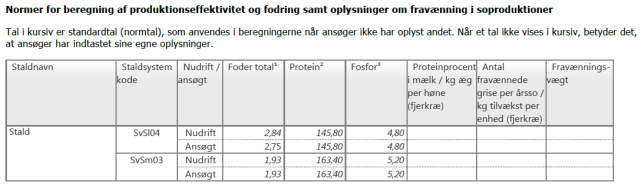 Normer for beregning af produktionseffektivitet og fodring samt oplysninger om fravænning i soproduktioner
Tal i kursiv er standardtal (normtal), som anvendes i beregningerne når ansøger ikke har oplyst andet. Når et tal ikke vises i kursiv, betyder det,
at ansøger har indtastet sine egne oplysninger.
Staldnavn Staldsystem kode Nudrift / ansøgt Foder total¹ Protein² Fosfor³ Proteinprocent i mælk / kg æg per høne (fjerkræ) Antal fravænnede grise per årsso / kg tilvækst per enhed (fjerkræ) Fravænnings-vægt
Stald SvSl04 Nudrift 2,84 145,80 4,80
Ansøgt 2,75 145,80 4,80
SvSm03 Nudrift 1,93 163,40 5,20
Ansøgt 1,93 163,40 5,20